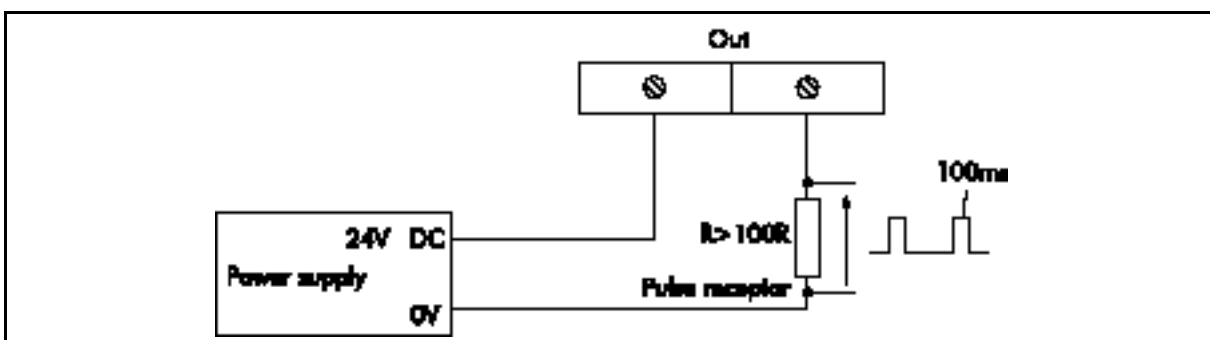 Out
100ms
24V DC
R>100R
Power supply
Pulse receptor
0V